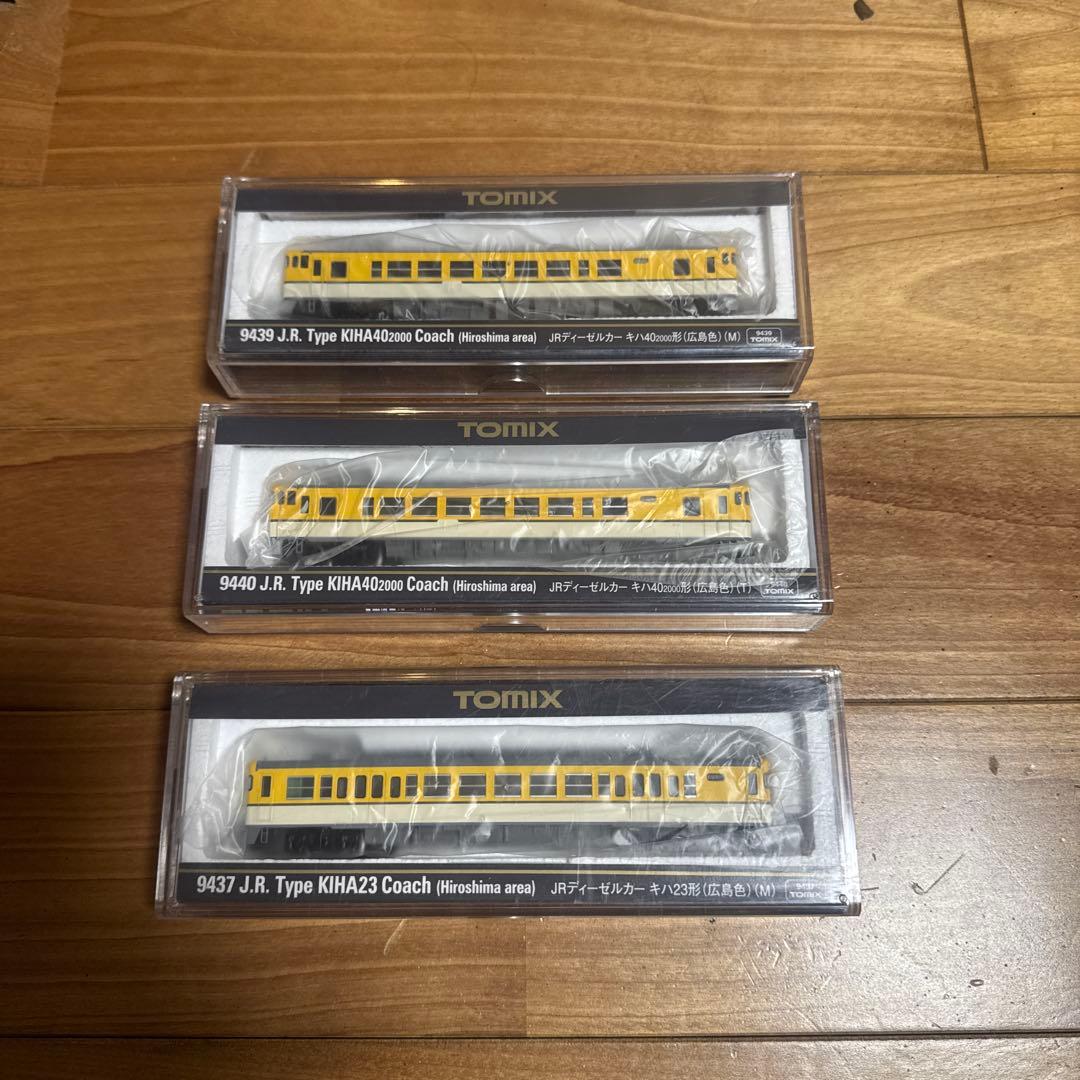 TOMIX
9439 J.R. Type KIHA402000 Coach (Hiroshima area) JRディーゼルカー キハ402000形(広島色)(M) 9439 TOMIX
TOMIX
9440 J.R. Type KIHA402000 Coach (Hiroshima area) JRディーゼルカー キハ402000形(広島色)(T) 9440 TOMIX
TOMIX
9437 J.R. Type KIHA23 Coach (Hiroshima area) JRディーゼルカー キハ23形(広島色)(M) 9437 TOMIX